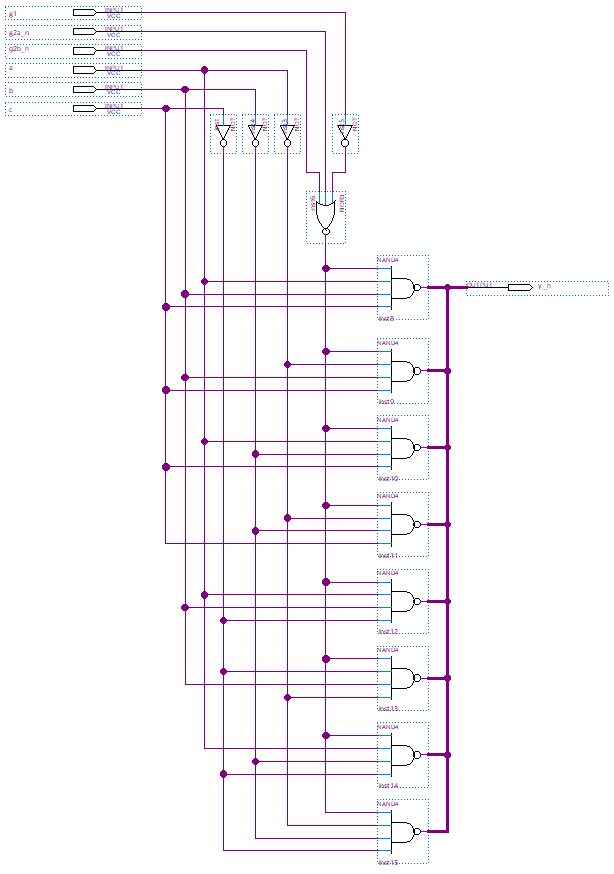 g1
INPUT
VCC
g2a_n
INPUT
VCC
g2b_n
INPUT
VCC
a
INPUT
VCC
b
INPUT
VCC
c
INPUT
VCC
NOT
NOT
NOT
NOT
NOR3
NAND4
inst8
OUTPUT
y_n
NAND4
inst9
NAND4
inst10
NAND4
inst11
NAND4
inst12
NAND4
inst13
NAND4
inst14
NAND4
inst15